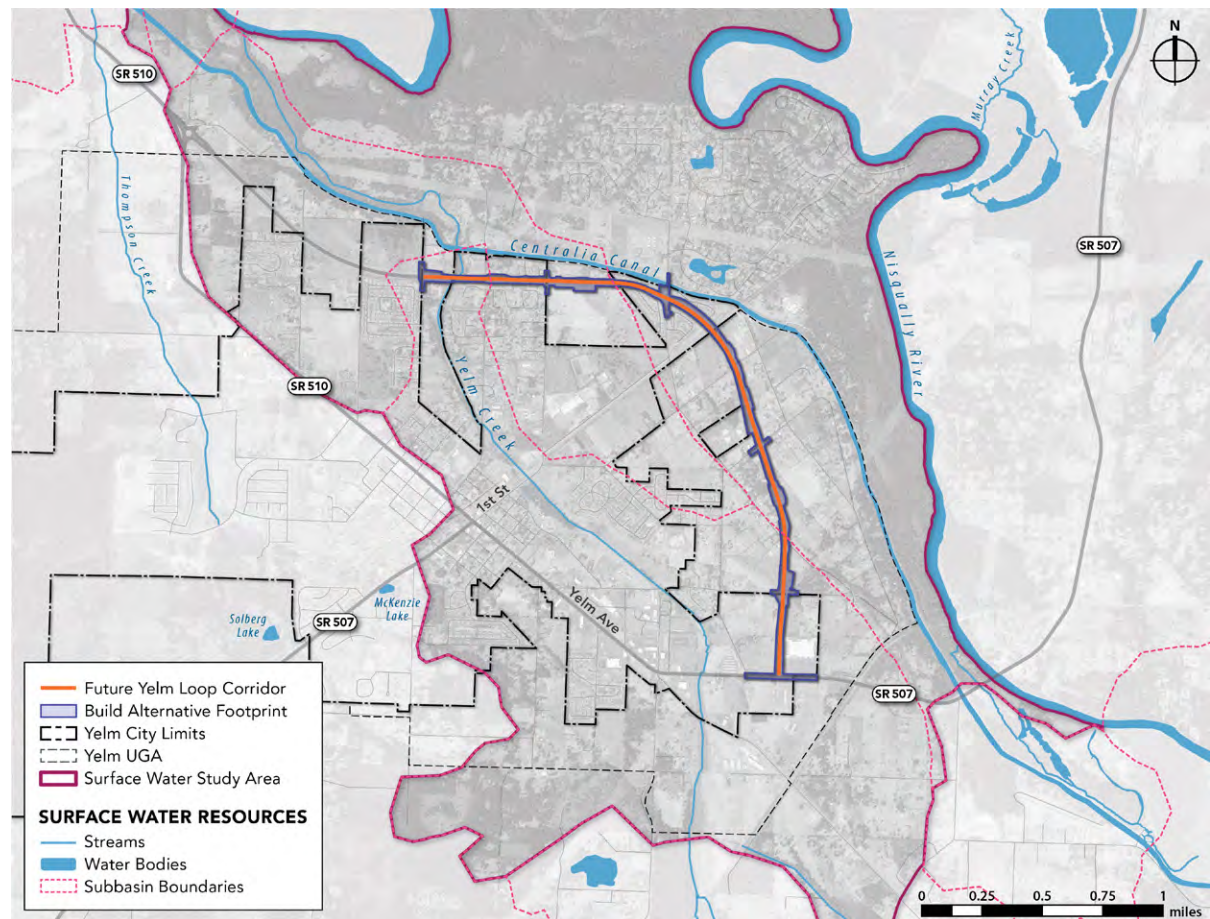 N
SR 510
Murray Creek
Thompson Creek
SR 507
Centralia Canal
Nisqually River
Yelm Creek
SR 510
1st St
McKenzie
Lake
Solberg
Lake
SR 507
Yelm Ave
SR 507
Future Yelm Loop Corridor
Build Alternative Footprint
Yelm City Limits
Yelm UGA
Surface Water Study Area
SURFACE WATER RESOURCES
Streams
Water Bodies
Subbasin Boundaries
0 0.25 0.5 0.75 1
miles